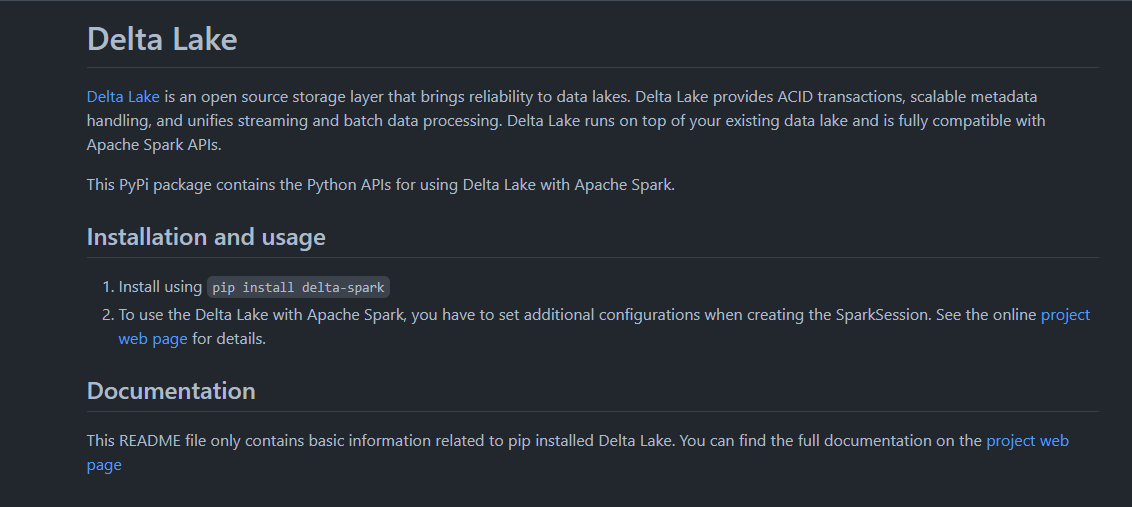 Delta Lake
Delta Lake is an open source storage layer that brings reliability to data lakes. Delta Lake provides ACID transactions, scalable metadata
handling, and unifies streaming and batch data processing. Delta Lake runs on top of your existing data lake and is fully compatible with
Apache Spark APIs.
This PyPi package contains the Python APIs for using Delta Lake with Apache Spark.
Installation and usage
1. Install using pip install delta-spark
2. To use the Delta Lake with Apache Spark, you have to set additional configurations when creating the SparkSession. See the online project
web page for details.
Documentation
This README file only contains basic information related to pip installed Delta Lake. You can find the full documentation on the project web
page